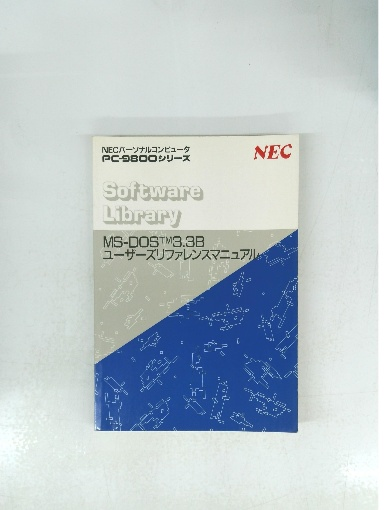 NECパーソナルコンピュータ
PC-9800シリーズ
NEC
Software
Library
MS-DOS™3.3B
ユーザーズリファレンスマニュアル